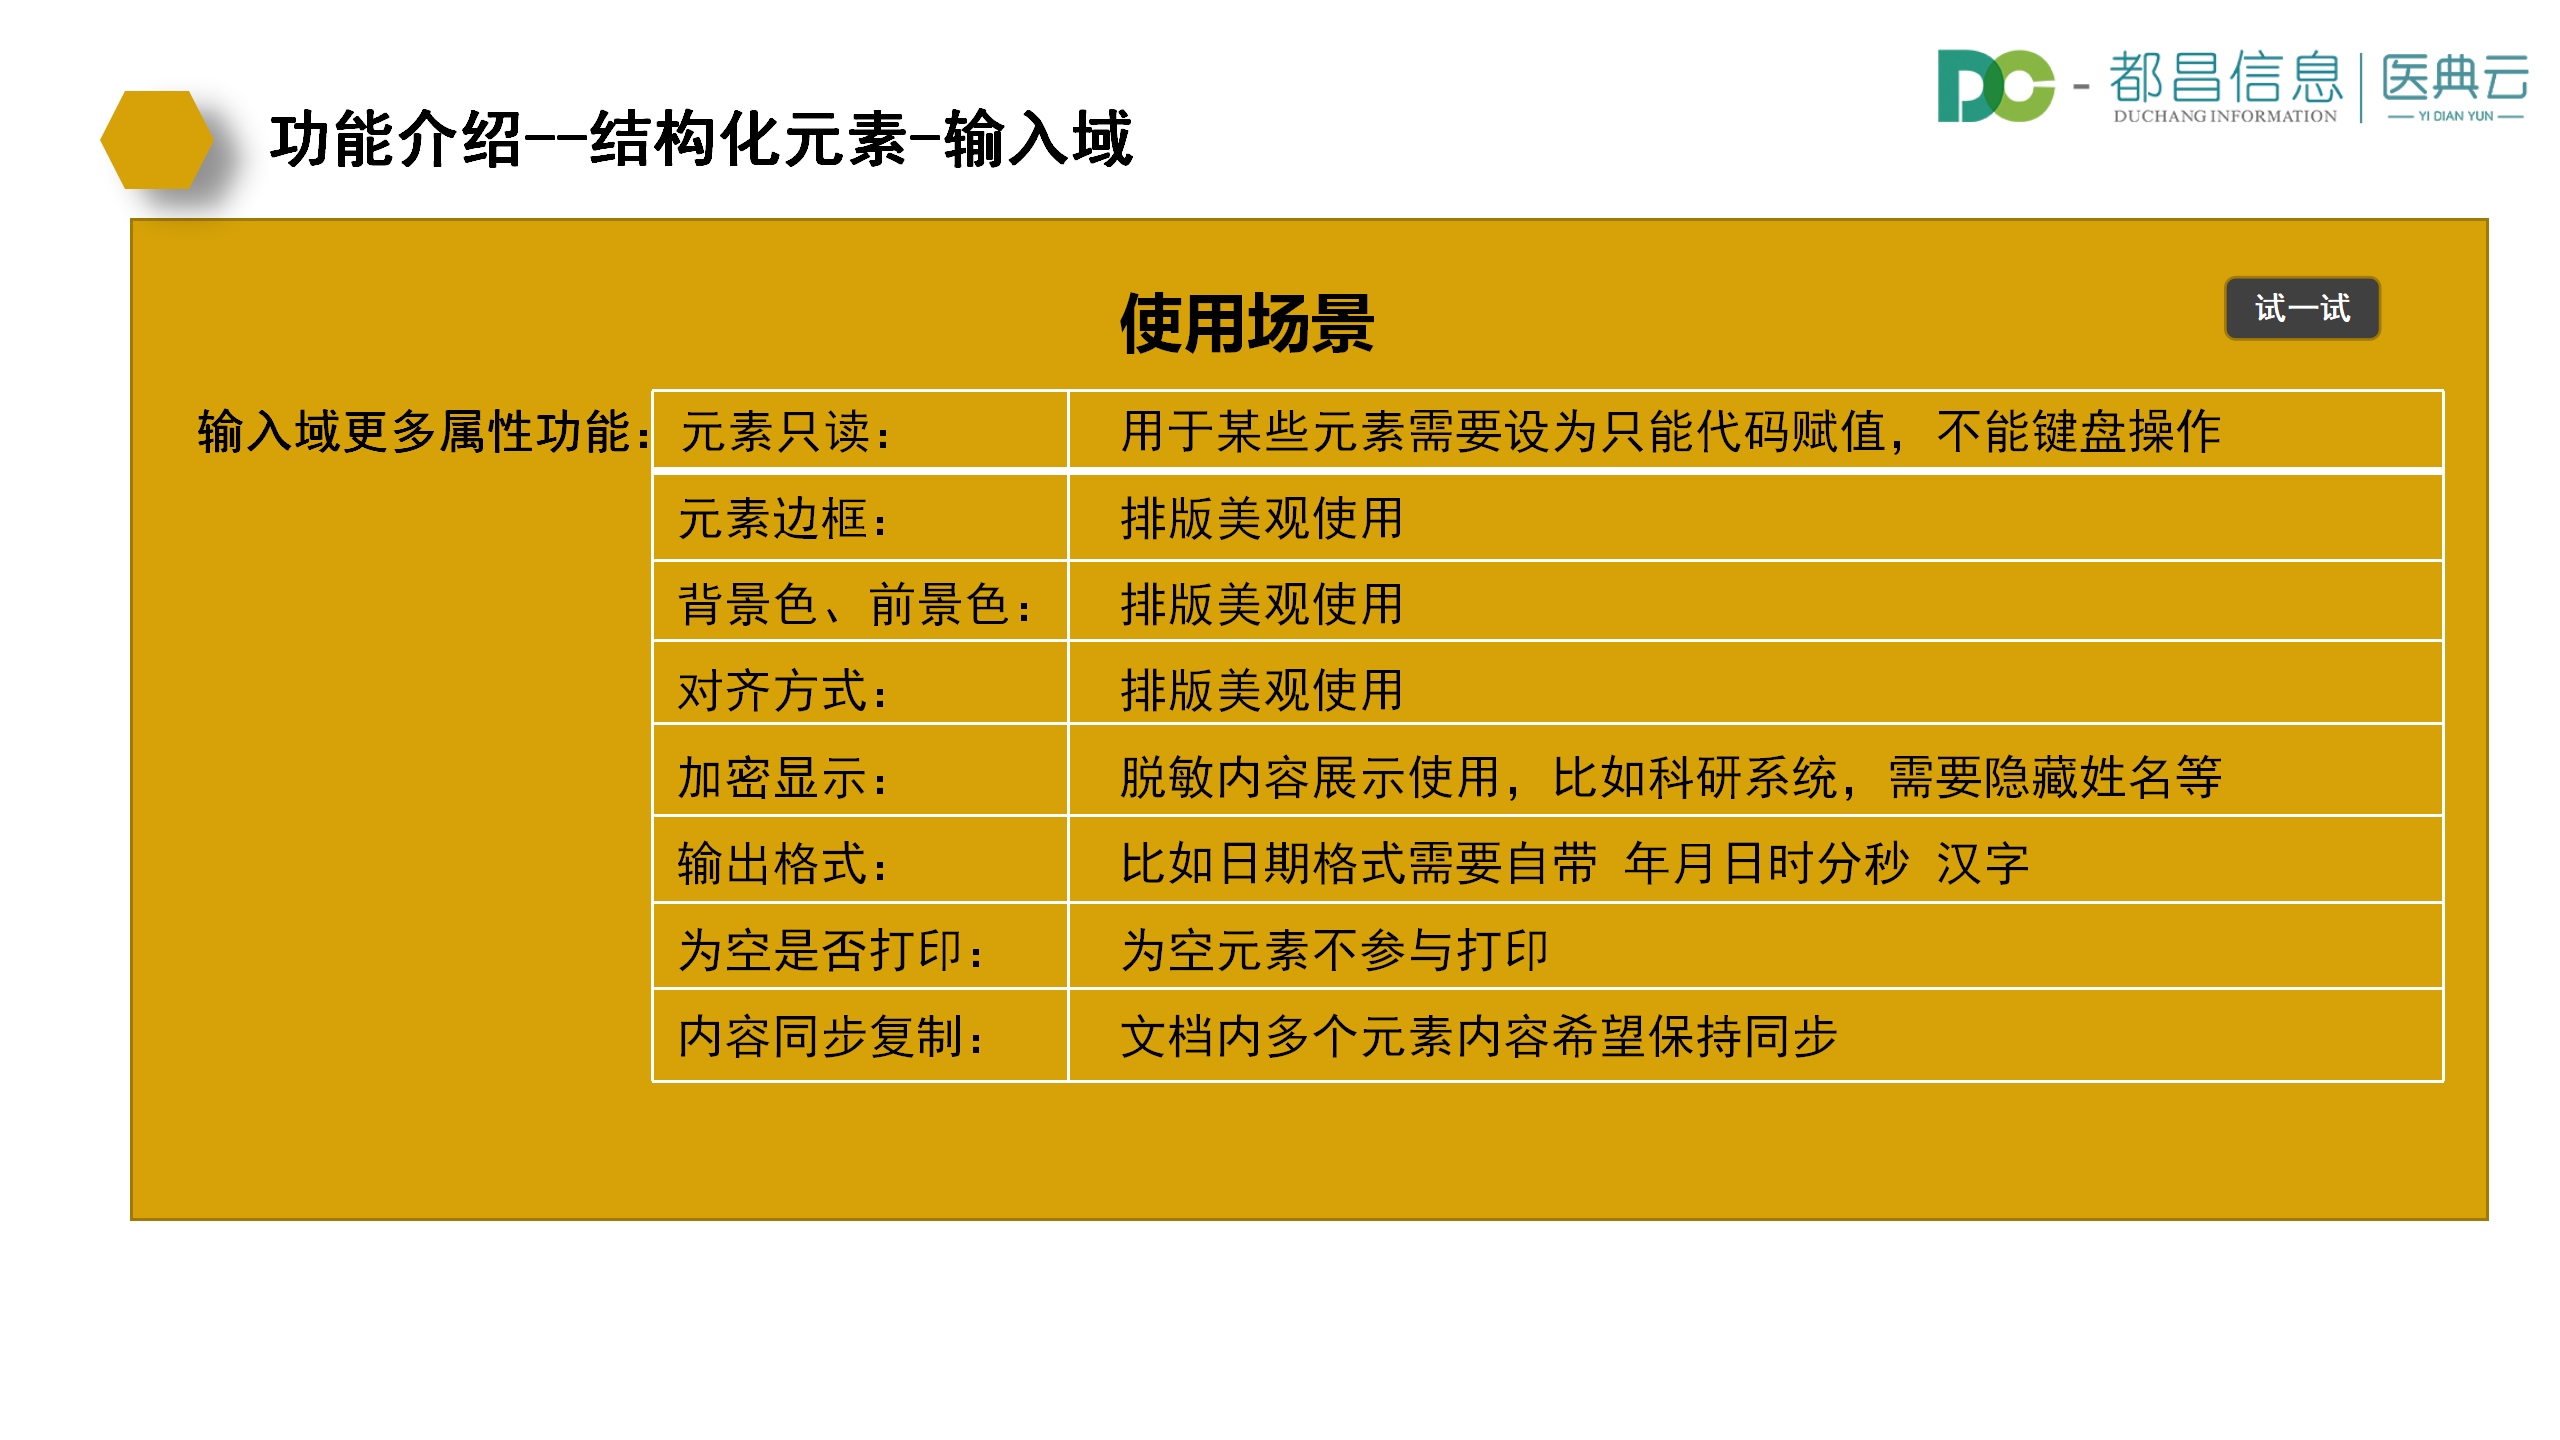 DC - 都昌信息 医典云
DUCHANG INFORMATION YI DIAN YUN
功能介绍--结构化元素-输入域
使用场景
试一试
输入域更多属性功能： 元素只读： 用于某些元素需要设为只能代码赋值，不能键盘操作
元素边框： 排版美观使用
背景色、前景色： 排版美观使用
对齐方式： 排版美观使用
加密显示： 脱敏内容展示使用，比如科研系统，需要隐藏姓名等
输出格式： 比如日期格式需要自带 年月日时分秒 汉字
为空是否打印： 为空元素不参与打印
内容同步复制： 文档内多个元素内容希望保持同步